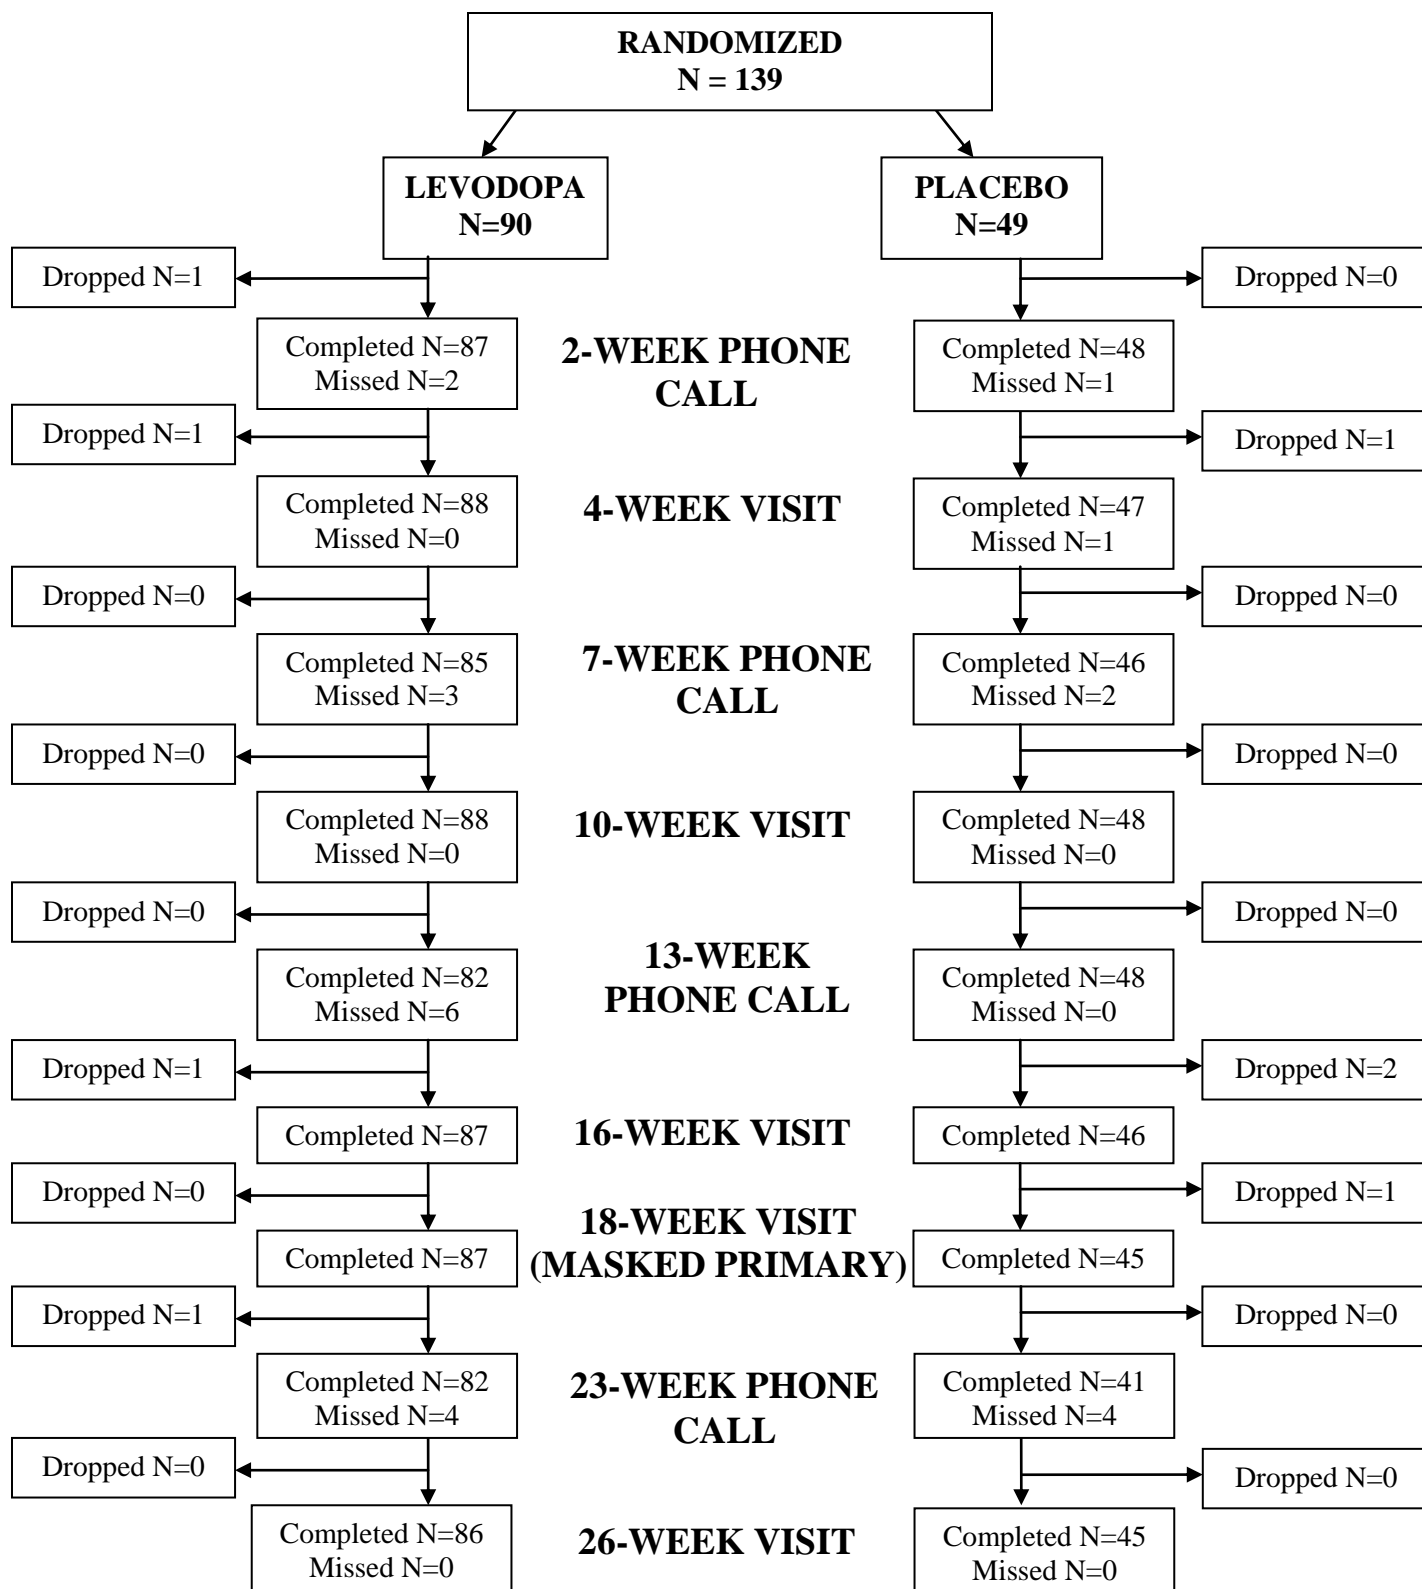 RANDOMIZED
N = 139
LEVODOPA
N=90
PLACEBO
N=49
Dropped N=1
Dropped N=0
Completed N=87
Missed N=2
2-WEEK PHONE
CALL
Completed N=48
Missed N=1
Dropped N=1
Dropped N=1
Completed N=88
Missed N=0
4-WEEK VISIT
Completed N=47
Missed N=1
Dropped N=0
Dropped N=0
Completed N=85
Missed N=3
7-WEEK PHONE
CALL
Completed N=46
Missed N=2
Dropped N=0
Dropped N=0
Completed N=88
Missed N=0
10-WEEK VISIT
Completed N=48
Missed N=0
Dropped N=0
Dropped N=0
Completed N=82
Missed N=6
13-WEEK
PHONE CALL
Completed N=48
Missed N=0
Dropped N=1
Dropped N=2
Completed N=87
16-WEEK VISIT
Completed N=46
Dropped N=0
Dropped N=1
Completed N=87
18-WEEK VISIT
(MASKED PRIMARY)
Completed N=45
Dropped N=1
Dropped N=0
Completed N=82
Missed N=4
23-WEEK PHONE
CALL
Completed N=41
Missed N=4
Dropped N=0
Dropped N=0
Completed N=86
Missed N=0
26-WEEK VISIT
Completed N=45
Missed N=0